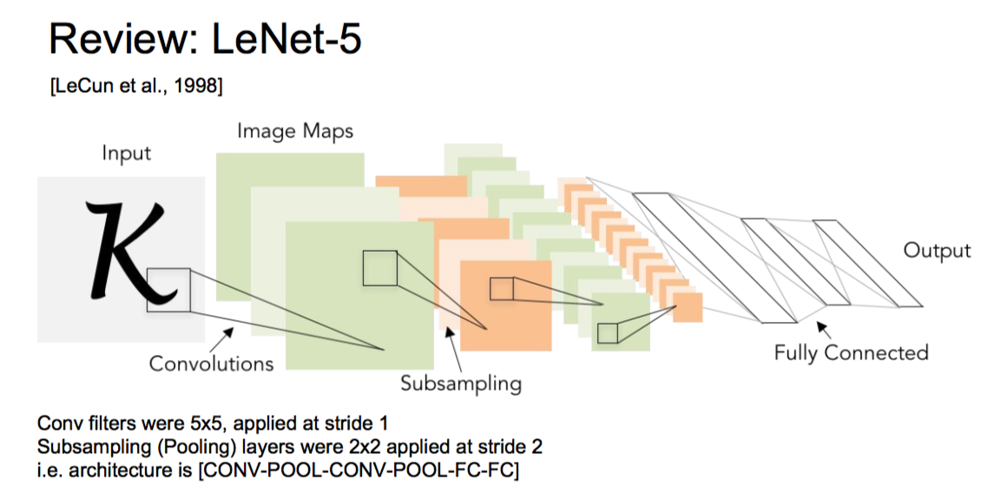 Review: LeNet-5
[LeCun et al., 1998]
Image Maps
Input
K
Output
Fully Connected
Convolutions
Subsampling
Conv filters were 5x5, applied at stride 1
Subsampling (Pooling) layers were 2x2 applied at stride 2
i.e. architecture is [CONV-POOL-CONV-POOL-FC-FC]